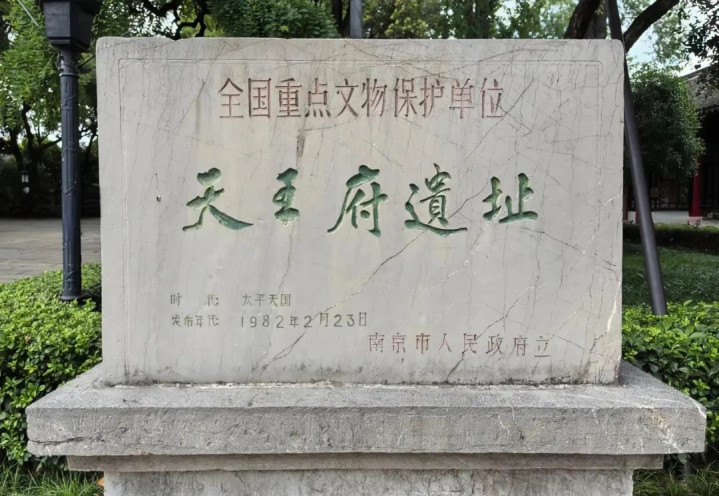 全国重点文物保护单位
天王府遺址
时 代: 太平天国
发布年代: 1982年2月23日
南京市人民政府立